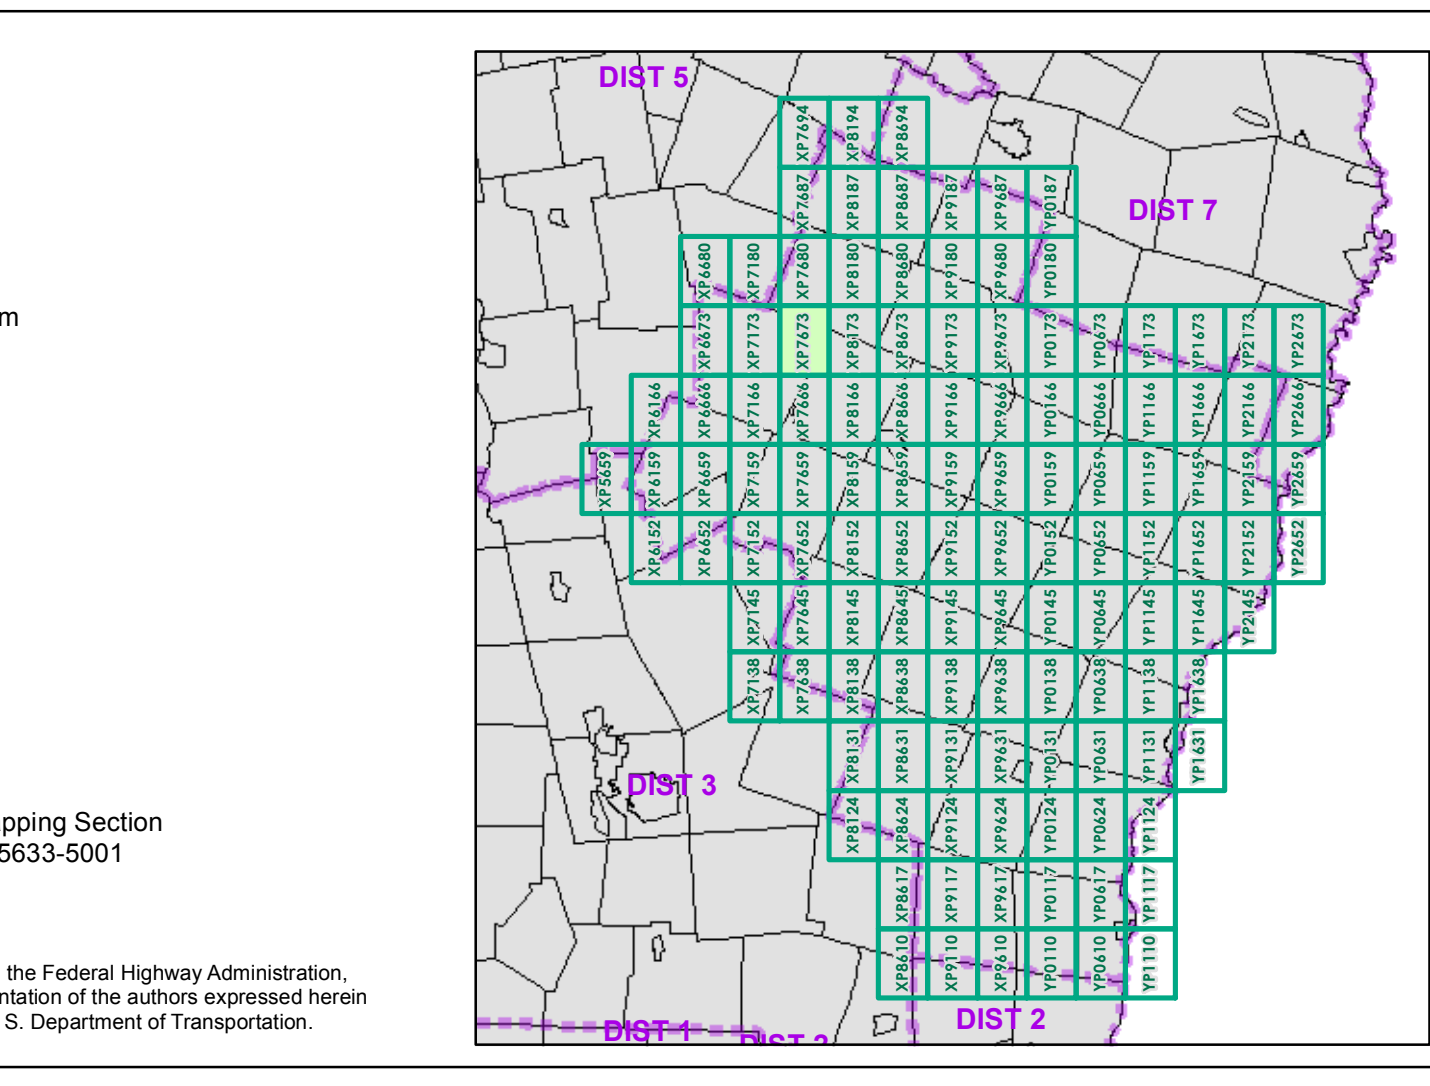 DIST 5
XP7694 XP8194 XP8694
XP7687 XP8187 XP8687 XP9187 XP9687 YP0187
DIST 7
XP6680 XP7180 XP7680 XP8180 XP8680 XP9180 XP9680 YP0180
m
XP6673 XP7173 XP7673 XP8173 XP8673 XP9173 XP9673 YP0173 YP0673 YP1173 YP1673 YP2173 YP2673
XP6166 XP6666 XP7166 XP7666 XP8166 XP8666 XP9166 XP9666 YP0166 YP0666 YP1166 YP1666 YP2166 YP2666
XP5659 XP6159 XP6659 XP7159 XP7659 XP8159 XP8659 XP9159 XP9659 YP0159 YP0659 YP1159 YP1659 YP2159 YP2659
XP6152 XP6652 XP7152 XP7652 XP8152 XP8652 XP9152 XP9652 YP0152 YP0652 YP1152 YP1652 YP2152 YP2652
XP7145 XP7645 XP8145 XP8645 XP9145 XP9645 YP0145 YP0645 YP1145 YP1645 YP2145
XP7138 XP7638 XP8138 XP8638 XP9138 XP9638 YP0138 YP0638 YP1138 YP1638
XP8131 XP8631 XP9131 XP9631 YP0131 YP0631 YP1131 YP1631
DIST 3
XP8124 XP8624 XP9124 XP9624 YP0124 YP0624 YP1124
pping Section
5633-5001
XP8617 XP9117 XP9617 YP0117 YP0617 YP1117
XP8610 XP9110 XP9610 YP0110 YP0610 YP1110
the Federal Highway Administration,
ntation of the authors expressed herein
S. Department of Transportation.
DIST 2
DIST 1
DIST 2